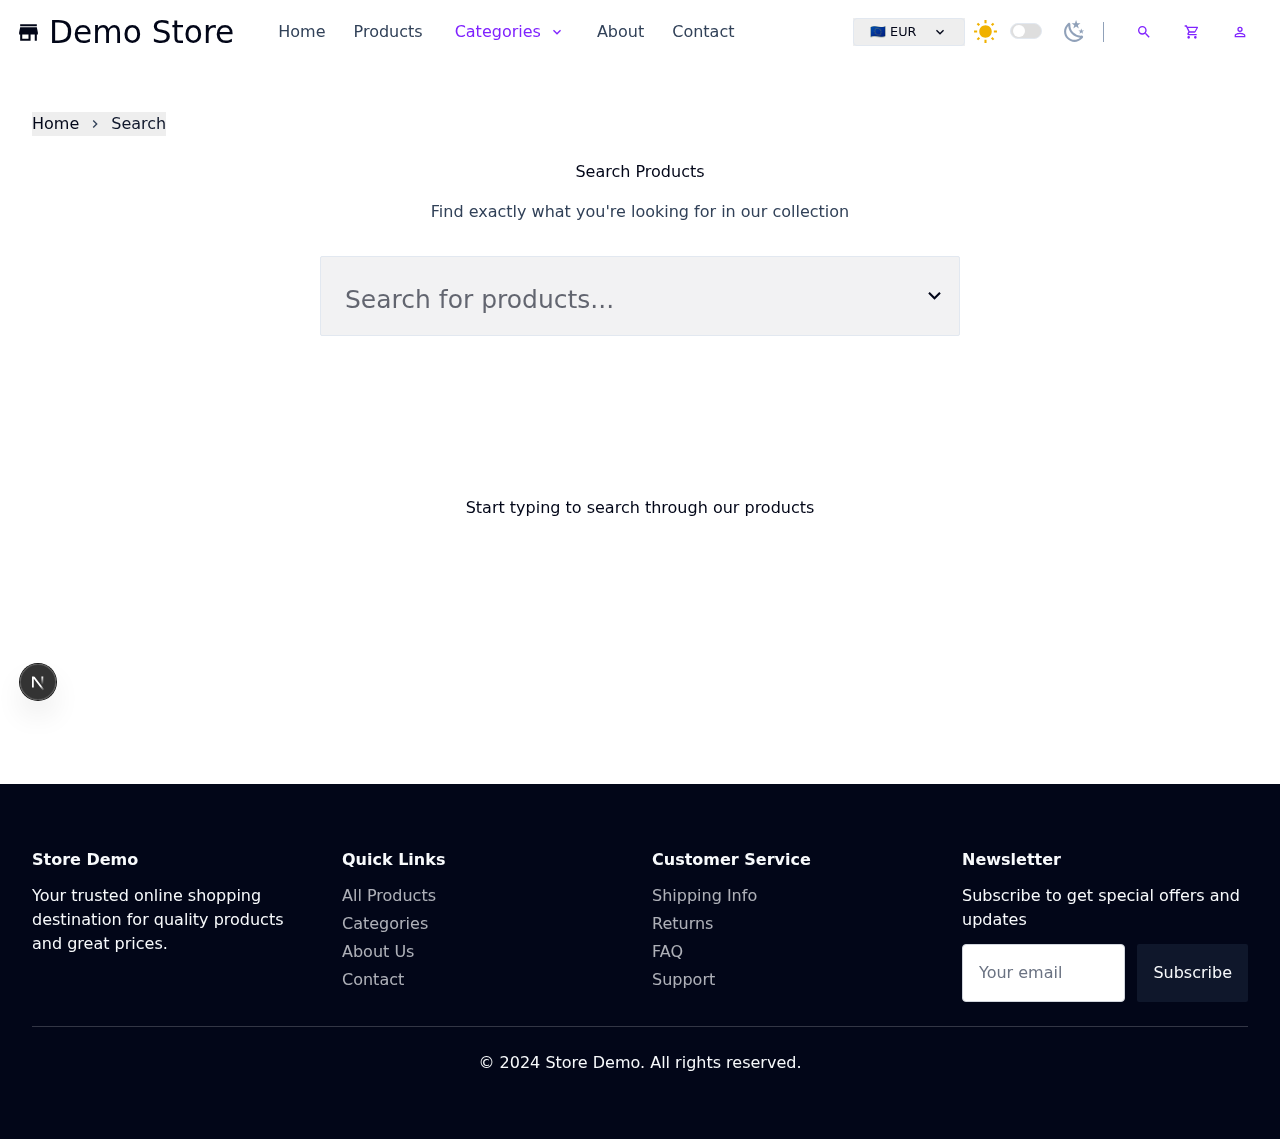 Demo Store
Home
Products
Categories
About
Contact
EUR
Home
Search
Search Products
Find exactly what you're looking for in our collection
Search for products...
Start typing to search through our products
N
Store Demo
Your trusted online shopping
destination for quality products
and great prices.
Quick Links
All Products
Categories
About Us
Contact
Customer Service
Shipping Info
Returns
FAQ
Support
Newsletter
Subscribe to get special offers and
updates
Your email
Subscribe
© 2024 Store Demo. All rights reserved.